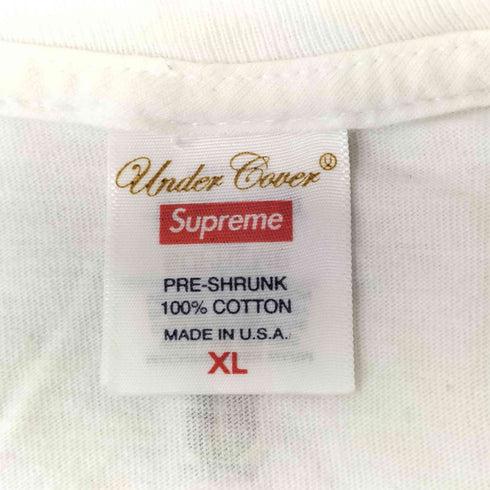 Under Cover®
Supreme
PRE-SHRUNK
100% COTTON
MADE IN U.S.A.
XL